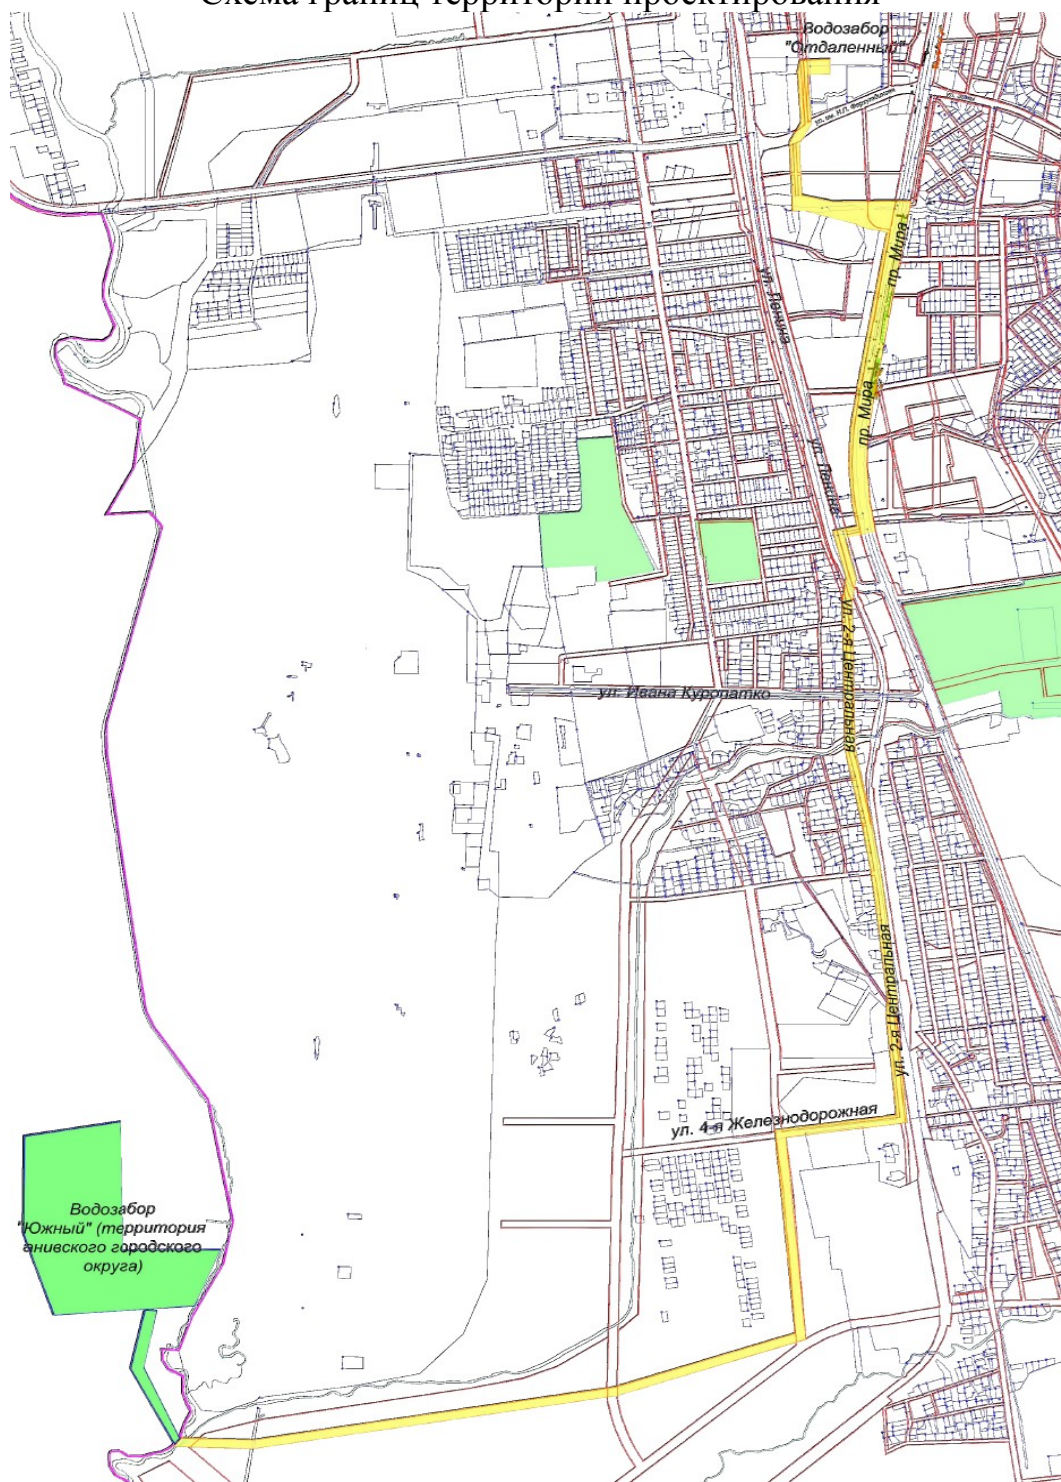 Схема границ территории проектирования
Водозабор
"Отдаленный"
пр. Мира
ул. Ленина
пр. Мира
ул. Ленина
ул. 2-я Центральная
ул. Ивана Куропатко
ул. 2-я Центральная
ул. 4-я Железнодорожная
Водозабор
"Южный" (территория
анивского городского
округа)